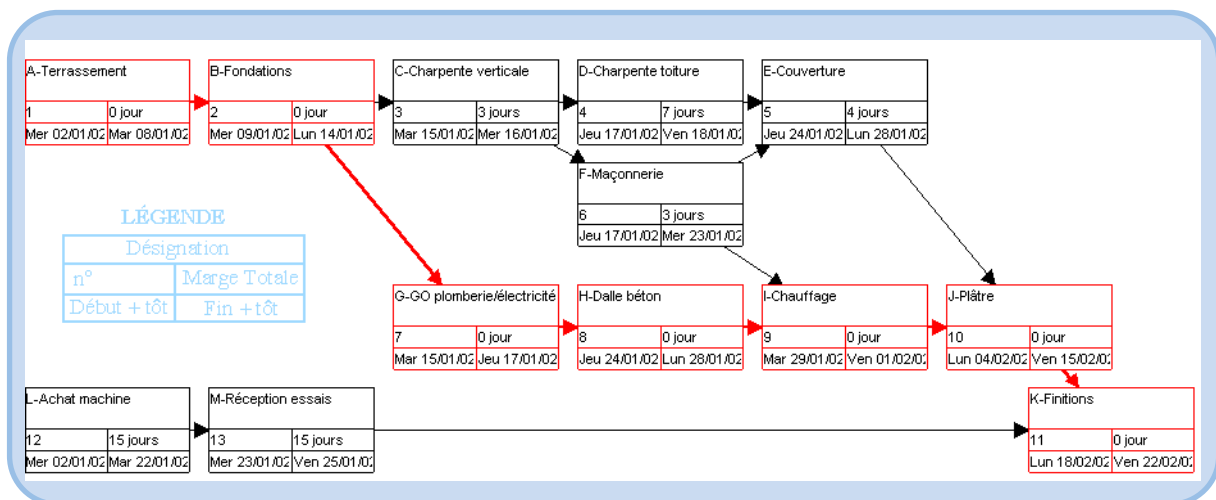 A-Terrassement
1 0 jour
Mer 02/01/02 Mar 08/01/02
B-Fondations
2 0 jour
Mer 09/01/02 Lun 14/01/02
C-Charpente verticale
3 3 jours
Mar 15/01/02 Mer 16/01/02
D-Charpente toiture
4 7 jours
Jeu 17/01/02 Ven 18/01/02
E-Couverture
5 4 jours
Jeu 24/01/02 Lun 28/01/02
F-Maçonnerie
6 3 jours
Jeu 17/01/02 Mer 23/01/02
LÉGENDE
Désignation
n° Marge Totale
Début + tôt Fin + tôt
G-GO plomberie/électricité
7 0 jour
Mar 15/01/02 Jeu 17/01/02
H-Dalle béton
8 0 jour
Jeu 24/01/02 Lun 28/01/02
I-Chauffage
9 0 jour
Mar 29/01/02 Ven 01/02/02
J-Plâtre
10 0 jour
Lun 04/02/02 Ven 15/02/02
L-Achat machine
12 15 jours
Mer 02/01/02 Mar 22/01/02
M-Réception essais
13 15 jours
Mer 23/01/02 Ven 25/01/02
K-Finitions
11 0 jour
Lun 18/02/02 Ven 22/02/02